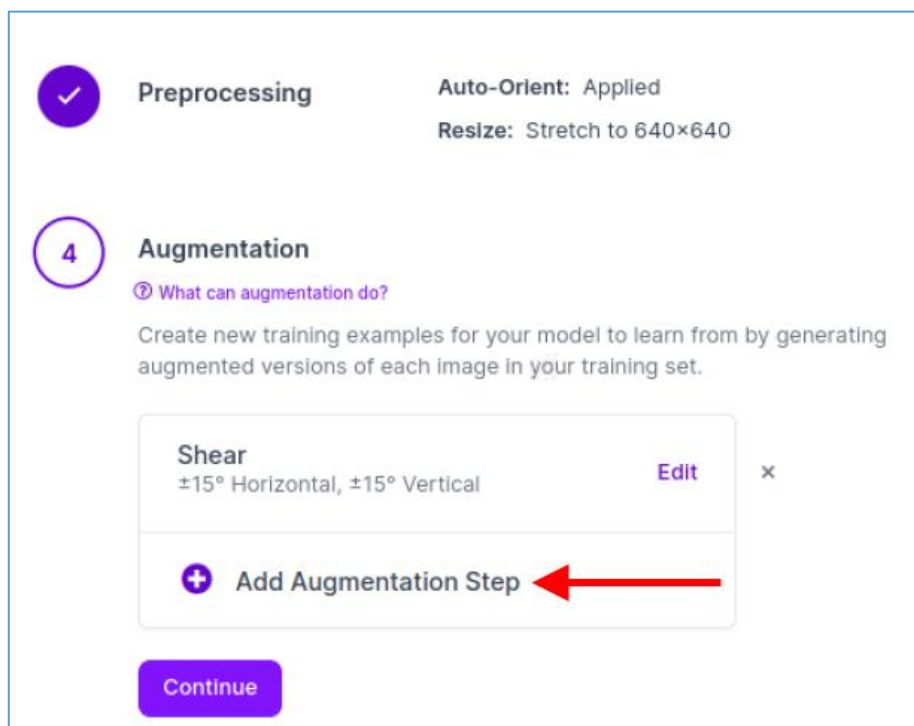 Preprocessing
Auto-Orient: Applied
Resize: Stretch to 640×640
4
Augmentation
? What can augmentation do?
Create new training examples for your model to learn from by generating
augmented versions of each image in your training set.
Shear
±15° Horizontal, ±15° Vertical
Edit
×
Add Augmentation Step
Continue